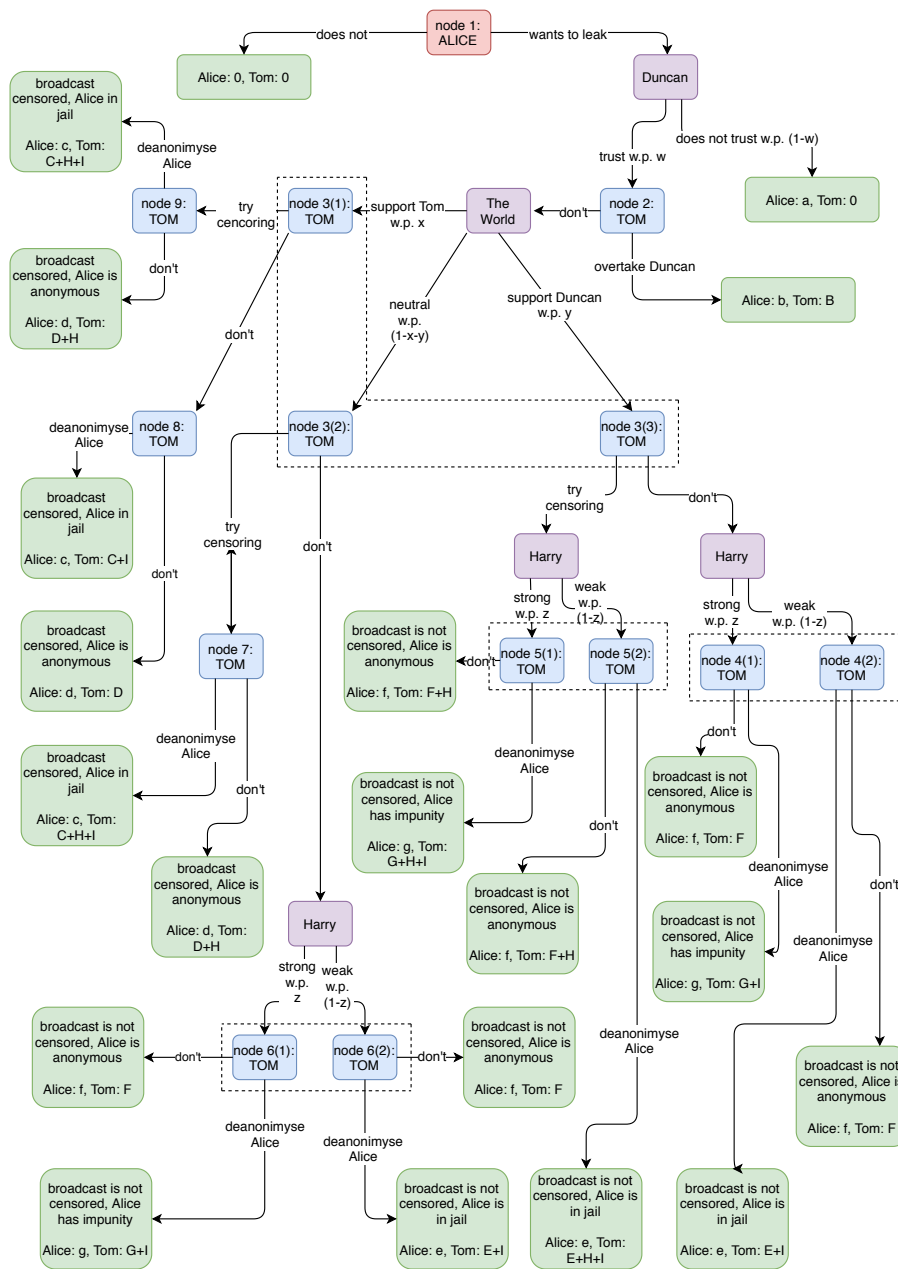 node 1:
ALICE
does not
wants to leak
Alice: 0, Tom: 0
Duncan
broadcast
censored, Alice in
jail
Alice: c, Tom:
C+H+I
deanonimyse
Alice
does not trust w.p. (1-w)
trust w.p. w
node 9:
TOM
try
cencoring
node 3(1):
TOM
support Tom
w.p. x
The
World
don't
node 2:
TOM
Alice: a, Tom: 0
don't
overtake Duncan
broadcast
censored, Alice is
anonymous
Alice: d, Tom:
D+H
Alice: b, Tom: B
neutral
w.p.
(1-x-y)
support Duncan
w.p. y
don't
deanonimyse
Alice
node 8:
TOM
node 3(2):
TOM
node 3(3):
TOM
broadcast
censored, Alice in
jail
Alice: c, Tom: C+I
try
censoring
don't
try
censoring
don't
Harry
Harry
don't
strong
w.p. z
weak
w.p.
(1-z)
strong
w.p. z
weak
w.p. (1-z)
broadcast
censored, Alice is
anonymous
Alice: d, Tom: D
node 7:
TOM
broadcast is not
censored, Alice is
anonymous
Alice: f, Tom: F+H
don't
node 5(1):
TOM
node 5(2):
TOM
node 4(1):
TOM
node 4(2):
TOM
deanonimyse
Alice
don't
deanonimyse
Alice
don't
broadcast
censored, Alice in
jail
Alice: c, Tom:
C+H+I
don't
broadcast is not
censored, Alice
has impunity
Alice: g, Tom:
G+H+I
don't
broadcast is not
censored, Alice is
anonymous
Alice: f, Tom: F
deanonimyse
Alice
don't
broadcast
censored, Alice is
anonymous
Alice: d, Tom:
D+H
broadcast is not
censored, Alice is
anonymous
Alice: f, Tom: F+H
broadcast is not
censored, Alice
has impunity
Alice: g, Tom: G+I
deanonimyse
Alice
Harry
strong
w.p.
z
weak
w.p.
(1-z)
deanonimyse
Alice
broadcast is not
censored, Alice is
anonymous
Alice: f, Tom: F
don't
node 6(1):
TOM
node 6(2):
TOM
don't
broadcast is not
censored, Alice is
anonymous
Alice: f, Tom: F
broadcast is not
censored, Alice is
anonymous
Alice: f, Tom: F
deanonimyse
Alice
deanonimyse
Alice
broadcast is not
censored, Alice
has impunity
Alice: g, Tom: G+I
broadcast is not
censored, Alice is
in jail
Alice: e, Tom: E+I
broadcast is not
censored, Alice is
in jail
Alice: e, Tom:
E+H+I
broadcast is not
censored, Alice is
in jail
Alice: e, Tom: E+I